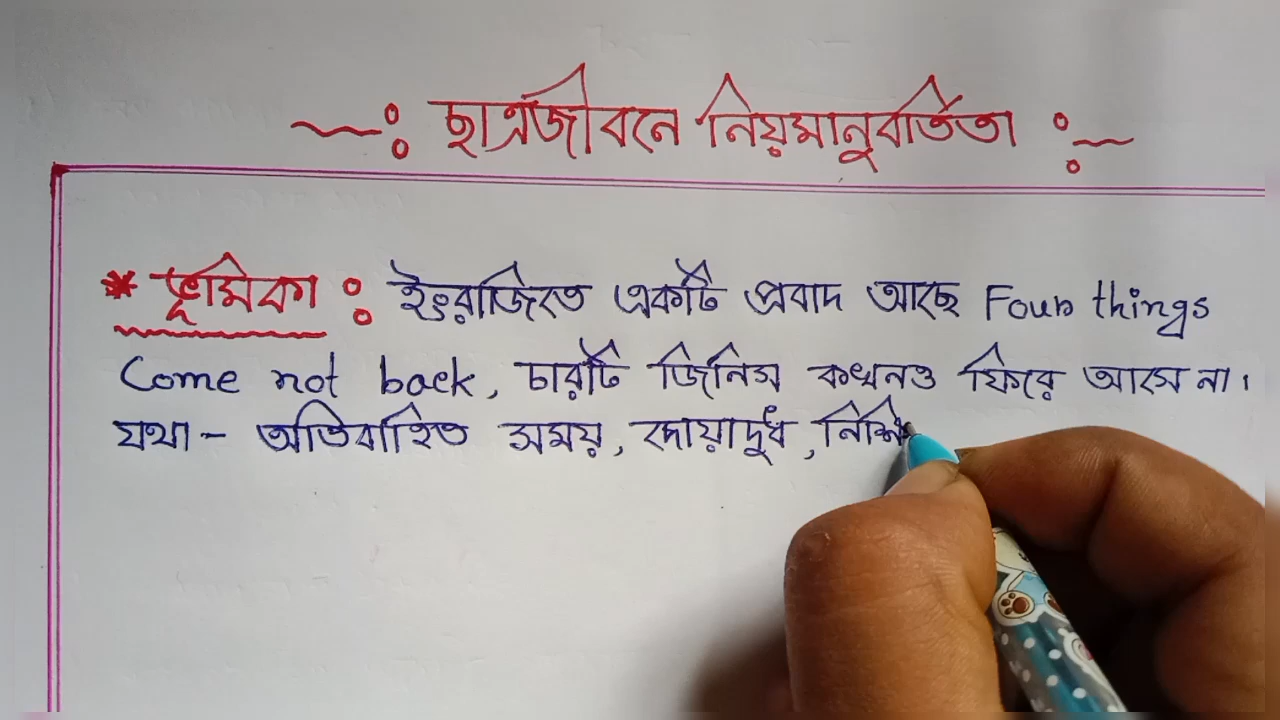 ছাত্রজীবনে নিয়মানুবর্তিতা
* ভূমিকা : ইংরাজিতে একটি প্রবাদ আছে Four things
Come not back, চারটি জিনিস কখনও ফিরে আসে না।
যথা - অতিবাহিত সময়, দোয়াদুধ,